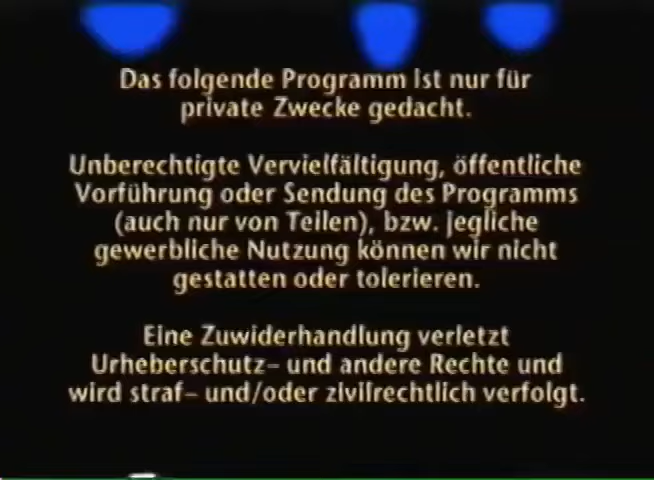 Das folgende Programm ist nur für
private Zwecke gedacht.
Unberechtigte Vervielfältigung, öffentliche
Vorführung oder Sendung des Programms
(auch nur von Teilen), bzw. jegliche
gewerbliche Nutzung können wir nicht
gestatten oder tolerieren.
Eine Zuwiderhandlung verletzt
Urheberschutz- und andere Rechte und
wird straf- und/oder zivilrechtlich verfolgt.